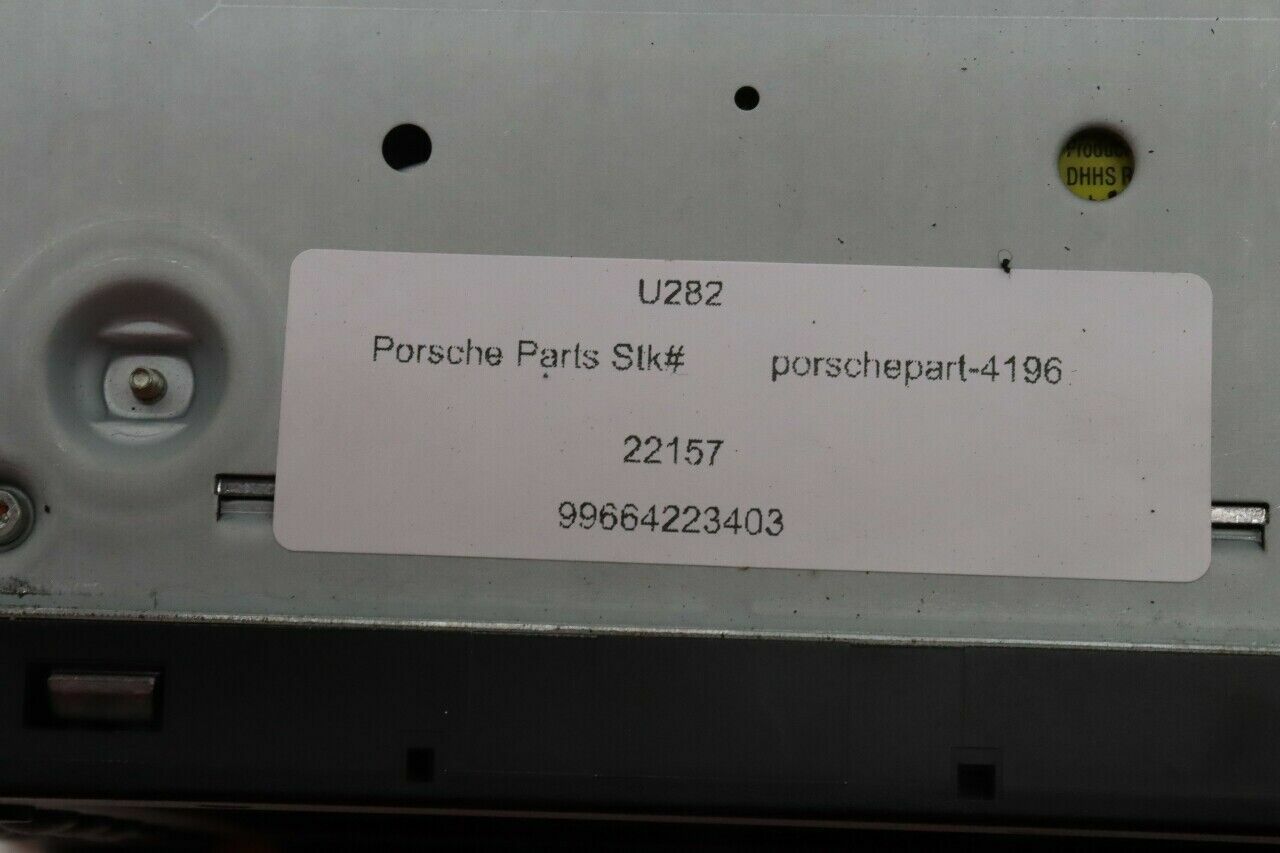 DHHS
U282
Porsche Parts Stk# porschepart-4196
22157
99664223403